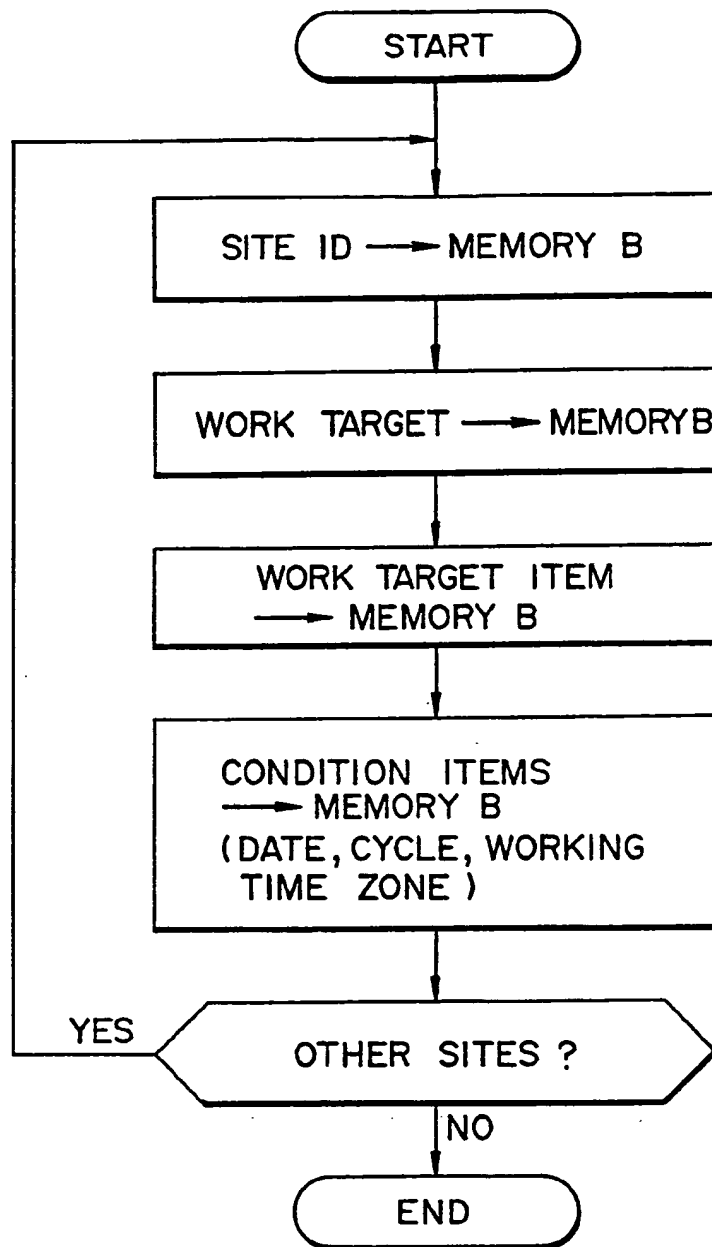 START
SITE ID → MEMORY B
WORK TARGET → MEMORY B
WORK TARGET ITEM
→ MEMORY B
CONDITION ITEMS
→ MEMORY B
(DATE, CYCLE, WORKING
TIME ZONE)
YES
OTHER SITES ?
NO
END